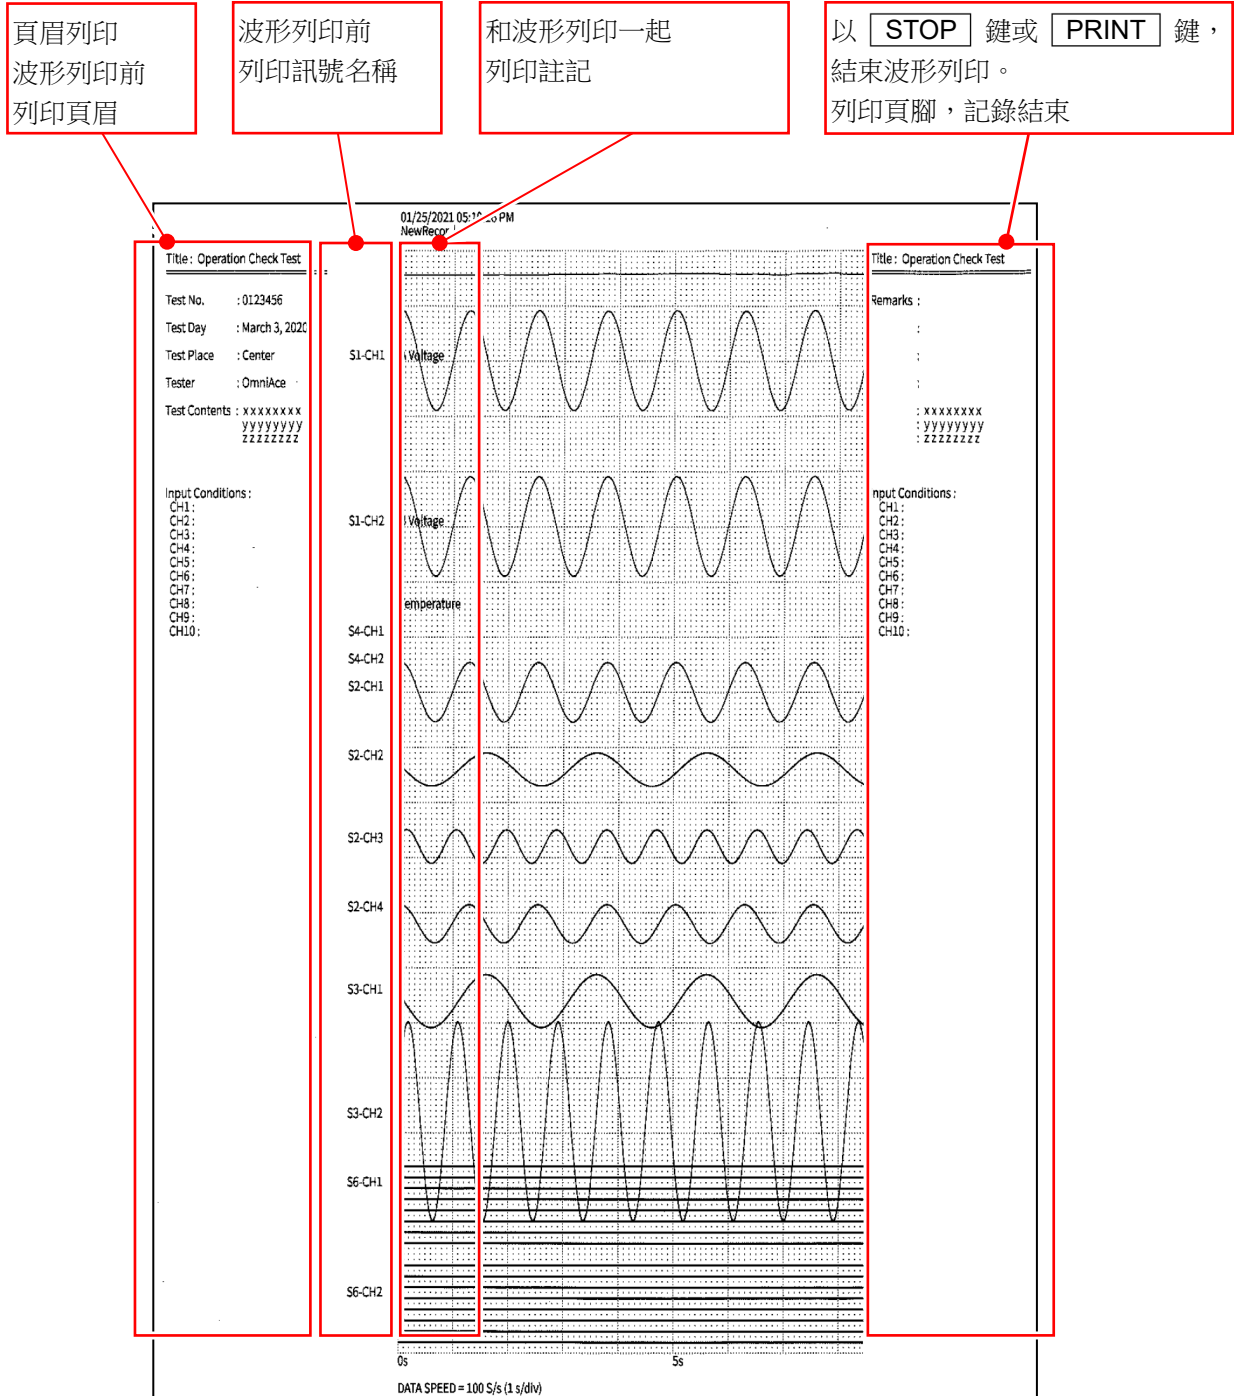 頁眉列印
波形列印前
列印頁眉
波形列印前
列印訊號名稱
和波形列印一起
列印註記
以 STOP 鍵或 PRINT 鍵，
結束波形列印。
列印頁腳，記錄結束
01/25/2021 05:1 PM
NewRecor
Title : Operation Check Test
Test No. : 0123456
Test Day : March 3, 2020
Test Place : Center
Tester : OmniAce
Test Contents : xxxxxxxx
yyyyyyyy
zzzzzzzz
Input Conditions :
CH1 :
CH2 :
CH3 :
CH4 :
CH5 :
CH6 :
CH7 :
CH8 :
CH9 :
CH10 :
S1-CH1
S1-CH2
S4-CH1
S4-CH2
S2-CH1
S2-CH2
S2-CH3
S2-CH4
S3-CH1
S3-CH2
S6-CH1
S6-CH2
Voltage
Voltage
emperature
Title : Operation Check Test
Remarks :
:
:
:
: xxxxxxxx
: yyyyyyyy
: zzzzzzzz
nput Conditions :
CH1 :
CH2 :
CH3 :
CH4 :
CH5 :
CH6 :
CH7 :
CH8 :
CH9 :
CH10 :
0s 5s
DATA SPEED = 100 S/s (1 s/div)